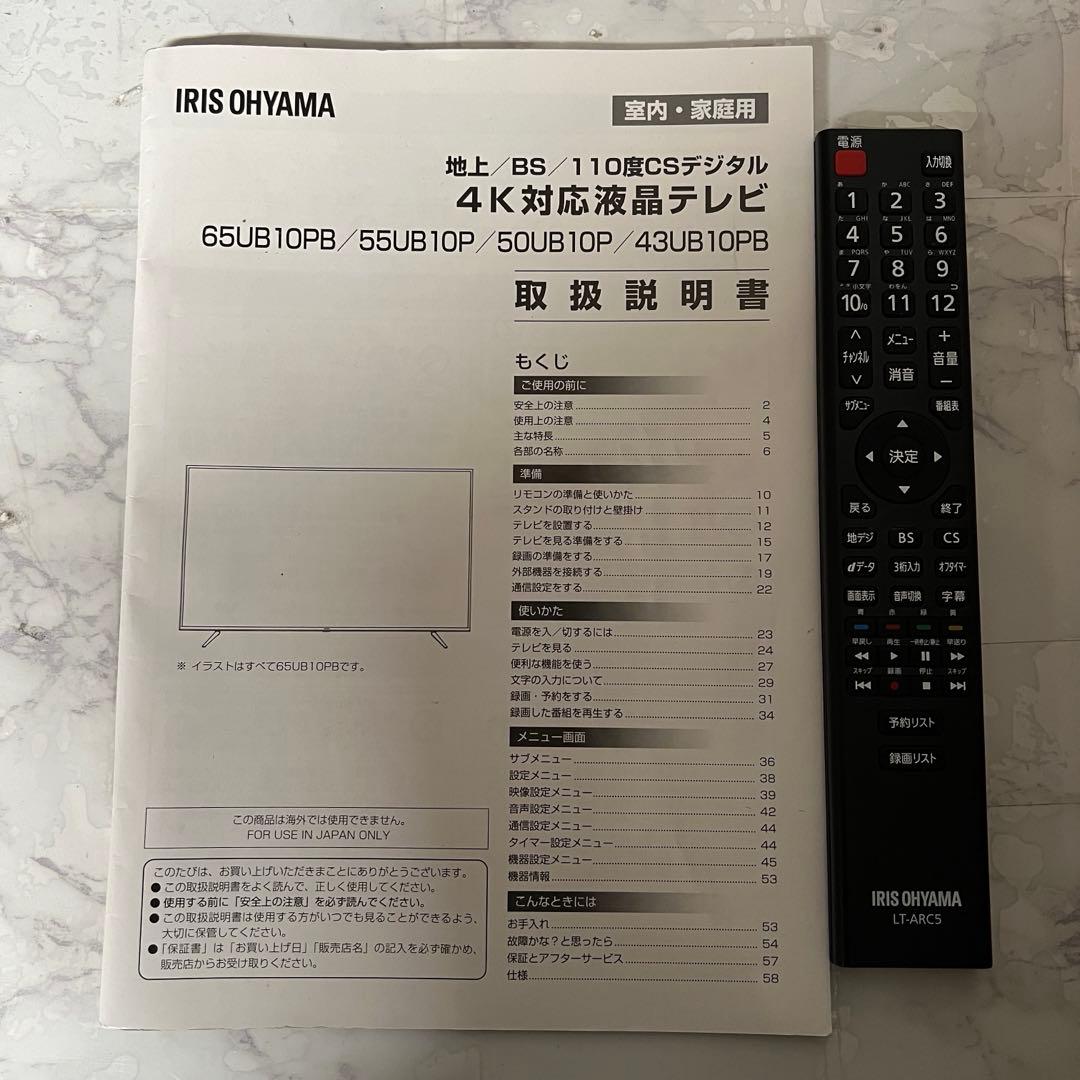 IRIS OHYAMA
室内・家庭用
地上/BS/110度CSデジタル
4K対応液晶テレビ
65UB10PB/55UB10P/50UB10P/43UB10PB
取扱説明書
もくじ
ご使用の前に
安全上の注意 2
使用上の注意 4
主な特長 5
各部の名称 6
準備
リモコンの準備と使いかた 10
スタンドの取り付けと壁掛け 11
テレビを設置する 12
テレビを見る準備をする 15
録画の準備をする 17
外部機器を接続する 19
通信設定をする 22
使いかた
電源を入/切するには 23
テレビを見る 24
便利な機能を使う 27
文字の入力について 29
録画・予約をする 31
録画した番組を再生する 34
メニュー画面
サブメニュー 36
設定メニュー 38
映像設定メニュー 39
音声設定メニュー 42
通信設定メニュー 44
タイマー設定メニュー 44
機器設定メニュー 45
機器情報 53
こんなときには
お手入れ 53
故障かな?と思ったら 54
保証とアフターサービス 57
仕様 58
※ イラストはすべて65UB10PBです。
この商品は海外では使用できません。
FOR USE IN JAPAN ONLY
このたびは、お買い上げいただきまことにありがとうございます。
● この取扱説明書をよく読んで、正しく使用してください。
● 使用する前に「安全上の注意」を必ず読んでください。
● この取扱説明書は使用する方がいつでも見ることができるよう、
大切に保管してください。
●「保証書」は「お買い上げ日」「販売店名」の記入を必ず確かめ、
販売店からお受け取りください。
電源
入力切換
あ か ABC さ DEF
1 2 3
た GHI な JKL は MNO
4 5 6
ま PQRS や TUV ら WXYZ
7 8 9
小文字 わをん
10/0 11 12
∧ メニュー +
チャンネル 音量
∨ 消音 −
サブメニュー 番組表
▲
◀ 決定 ▶
▼
戻る 終了
地デジ BS CS
dデータ 3桁入力 オフタイマー
画面表示 音声切換 字幕
青 赤 緑 黄
早戻し 再生 一時停止/静止 早送り
◀◀ ▶ ⏸ ▶▶
スキップ 録画 停止 スキップ
⏮ ● ■ ⏭
予約リスト
録画リスト
IRIS OHYAMA
LT-ARC5